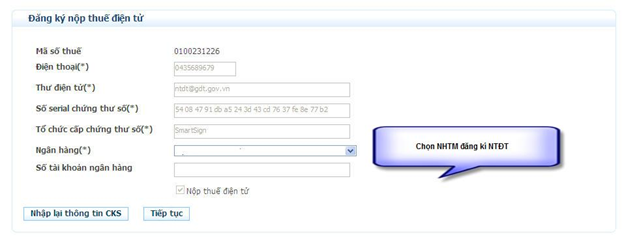 Đăng ký nộp thuế điện tử
Mã số thuế 0100231226
Điện thoại(*) 0435689679
Thư điện tử(*) ntdt@gdt.gov.vn
Số serial chứng thư số(*) 54 08 47 91 db a5 24 3d 43 cd 76 37 fe 8e 77 b2
Tổ chức cấp chứng thư số(*) SmartSign
Ngân hàng(*)
Chọn NHTM đăng kí NTĐT
Số tài khoản ngân hàng
Nộp thuế điện tử
Nhập lại thông tin CKS Tiếp tục